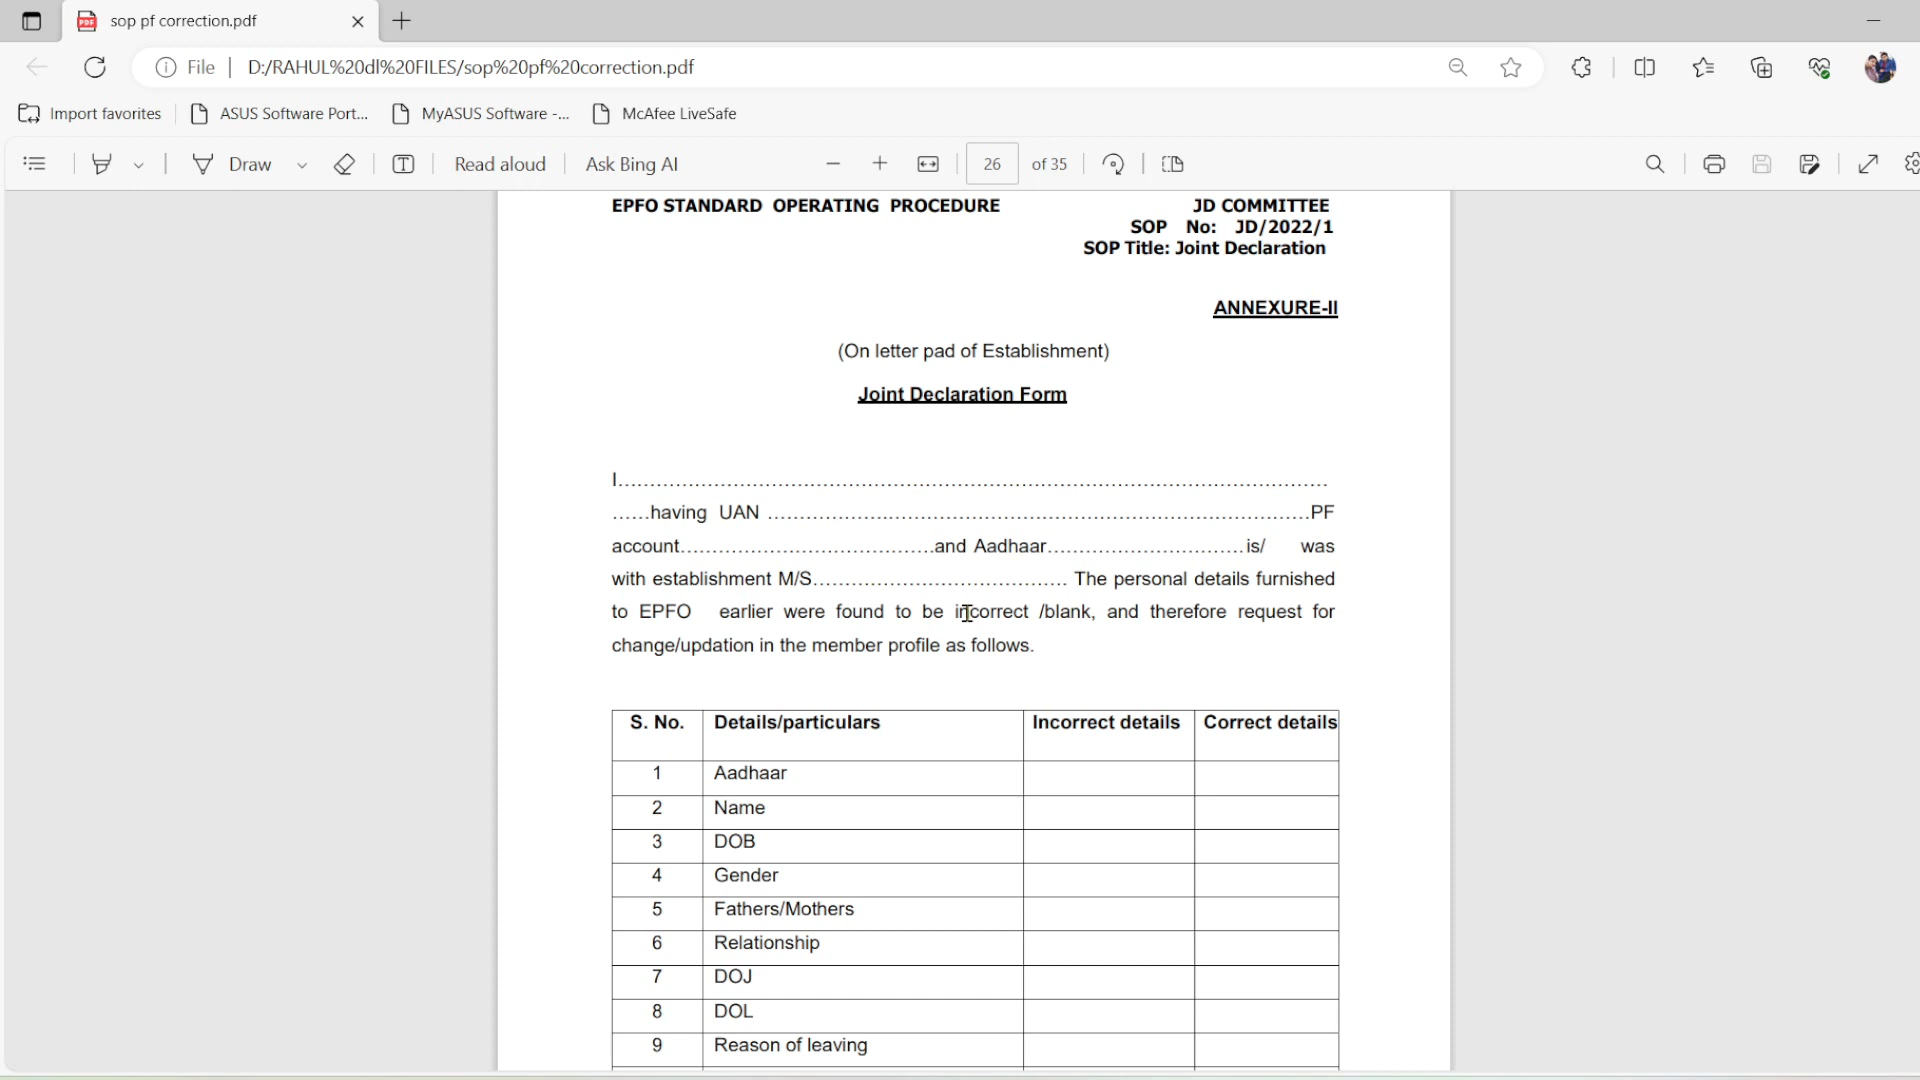 sop pf correction.pdf
File | D:/RAHUL%20dl%20FILES/sop%20pf%20correction.pdf
Import favorites ASUS Software Port... MyASUS Software -... McAfee LiveSafe
Draw Read aloud Ask Bing AI 26 of 35
EPFO STANDARD OPERATING PROCEDURE JD COMMITTEE
SOP No: JD/2022/1
SOP Title: Joint Declaration
ANNEXURE-II
(On letter pad of Establishment)
Joint Declaration Form
I..............................................................................................................
......having UAN ....................................................................................PF
account.......................................and Aadhaar..............................is/ was
with establishment M/S....................................... The personal details furnished
to EPFO earlier were found to be incorrect /blank, and therefore request for
change/updation in the member profile as follows.
S. No. Details/particulars Incorrect details Correct details
1 Aadhaar
2 Name
3 DOB
4 Gender
5 Fathers/Mothers
6 Relationship
7 DOJ
8 DOL
9 Reason of leaving